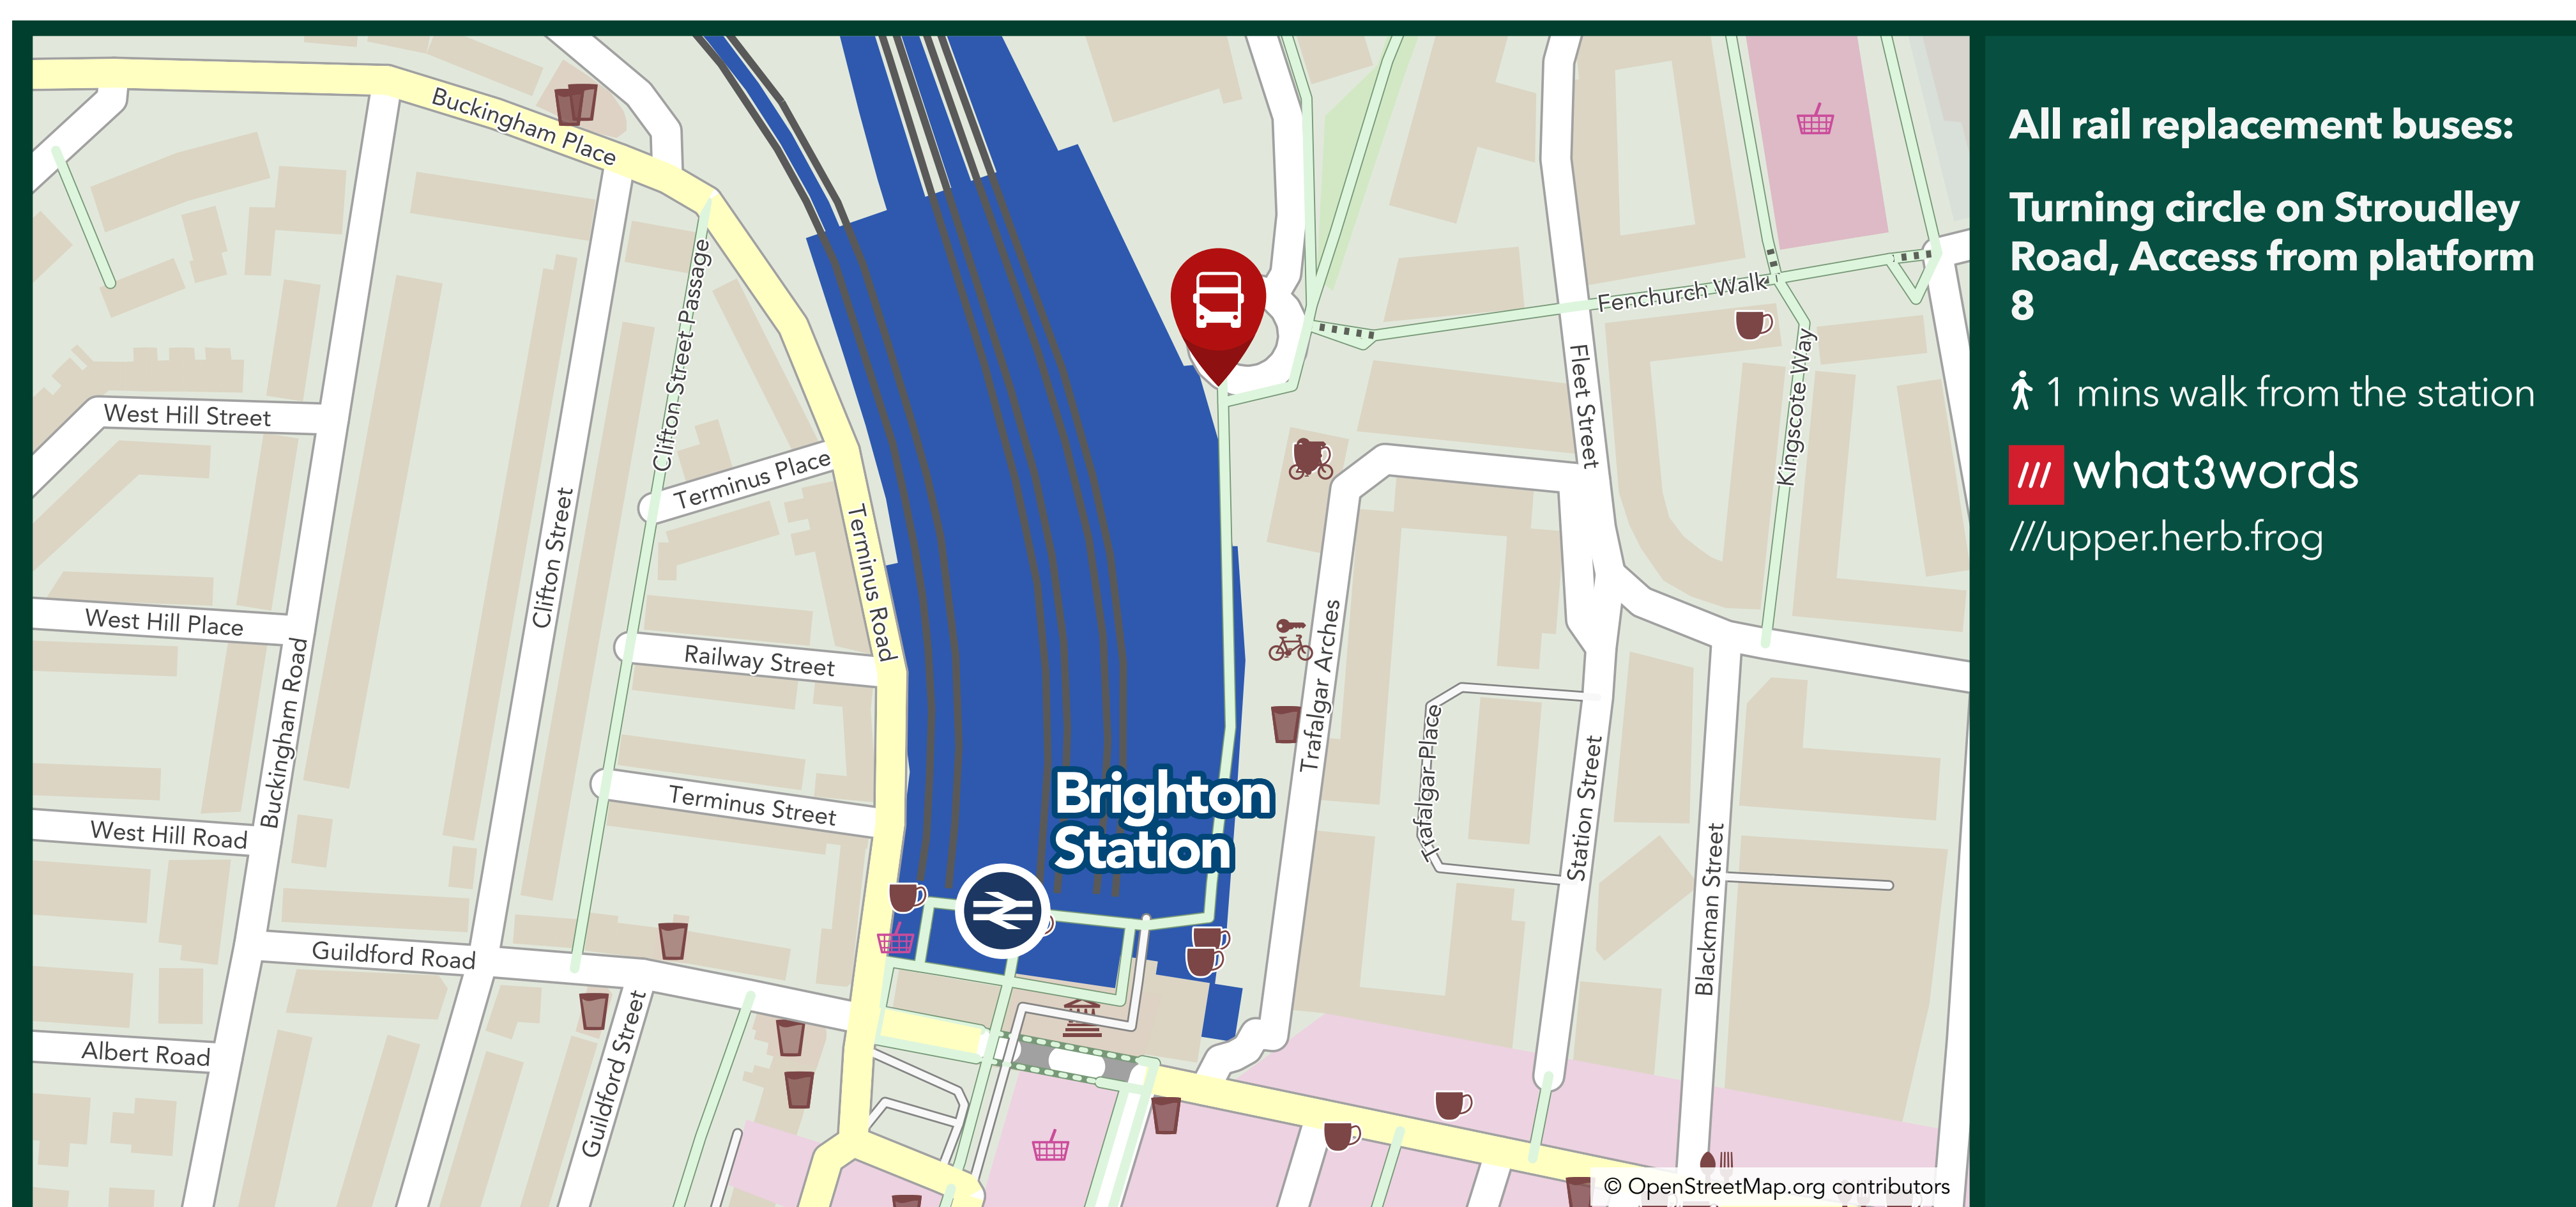 Buckingham Place
Clifton Street Passage
West Hill Street
Terminus Place
Clifton Street
Terminus Road
West Hill Place
Railway Street
Buckingham Road
Terminus Street
West Hill Road
Guildford Road
Guildford Street
Albert Road
Brighton
Station
Fenchurch Walk
Fleet Street
Kingscote Way
Trafalgar Arches
Trafalgar Place
Station Street
Blackman Street
© OpenStreetMap.org contributors
All rail replacement buses:
Turning circle on Stroudley
Road, Access from platform
8
1 mins walk from the station
/// what3words
///upper.herb.frog